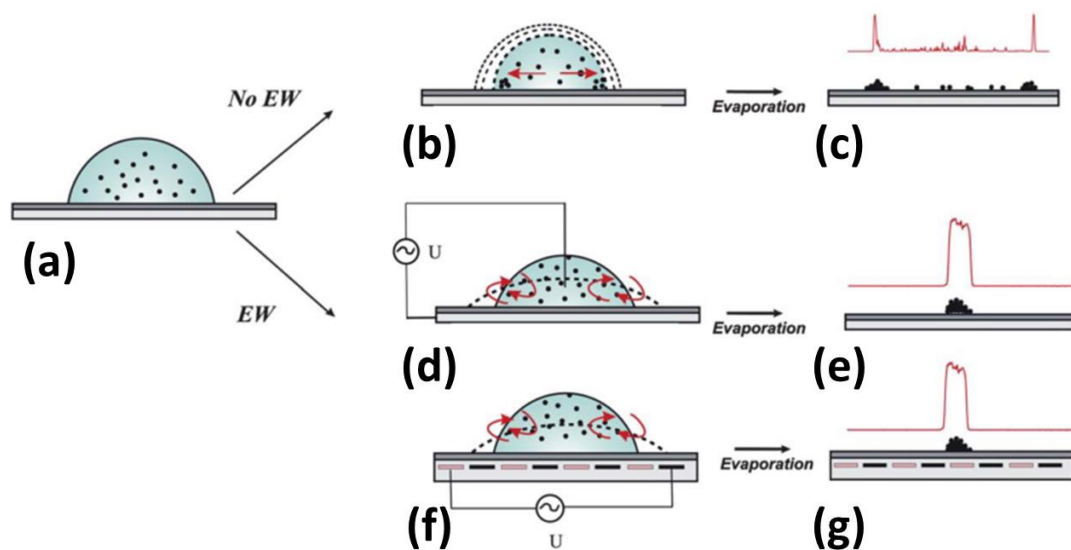 No EW
(a)
EW
(b)
Evaporation
(c)
U
(d)
Evaporation
(e)
(f)
U
Evaporation
(g)